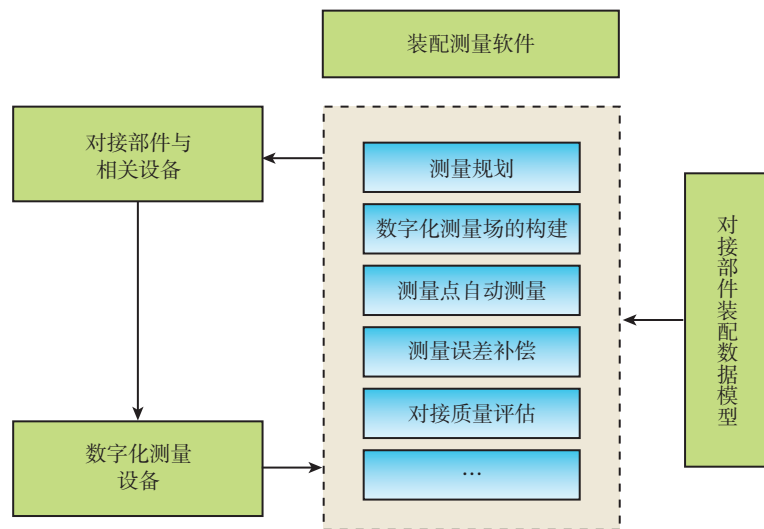 装配测量软件
对接部件与
相关设备
测量规划
数字化测量场的构建
测量点自动测量
测量误差补偿
对接质量评估
…
数字化测量
设备
对接部件装配数据模型